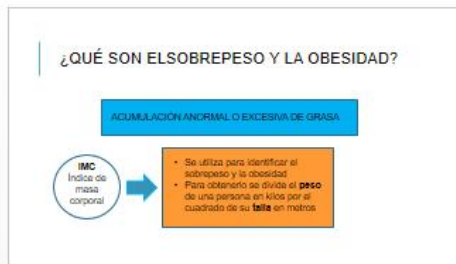 ¿QUÉ SON ELSOBREPESO Y LA OBESIDAD?
ACUMULACIÓN ANORMAL O EXCESIVA DE GRASA
IMC
Índice de
masa
corporal
• Se utiliza para identificar el
sobrepeso y la obesidad
• Para obtenerlo se divide el peso
de una persona en kilos por el
cuadrado de su talla en metros